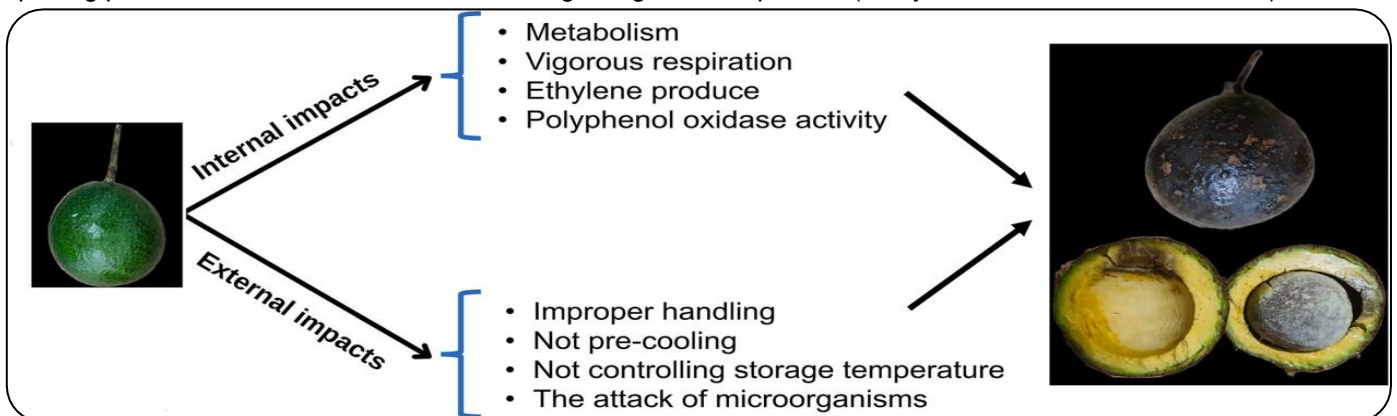 Internal impacts
• Metabolism
• Vigorous respiration
• Ethylene produce
• Polyphenol oxidase activity
External impacts
• Improper handling
• Not pre-cooling
• Not controlling storage temperature
• The attack of microorganisms